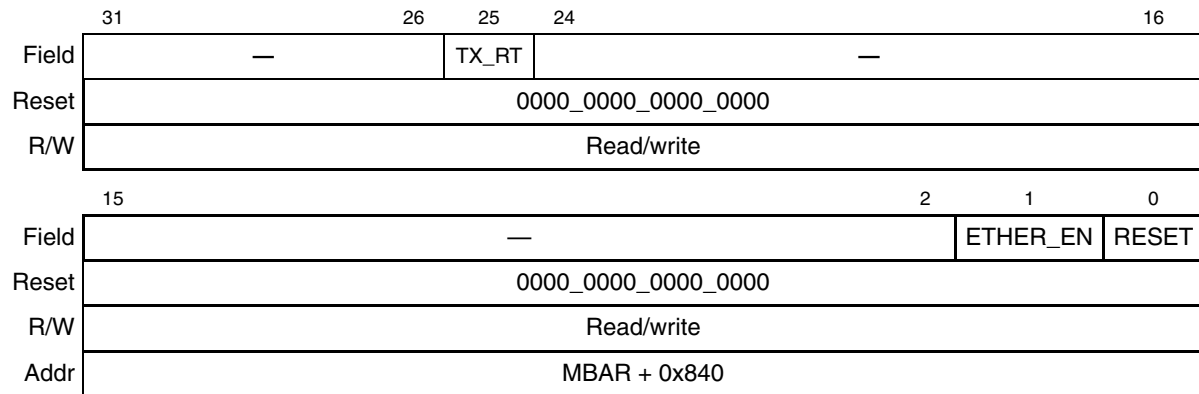 31 26 25 24 16
Field — TX_RT —
Reset 0000_0000_0000_0000
R/W Read/write
15 2 1 0
Field — ETHER_EN RESET
Reset 0000_0000_0000_0000
R/W Read/write
Addr MBAR + 0x840